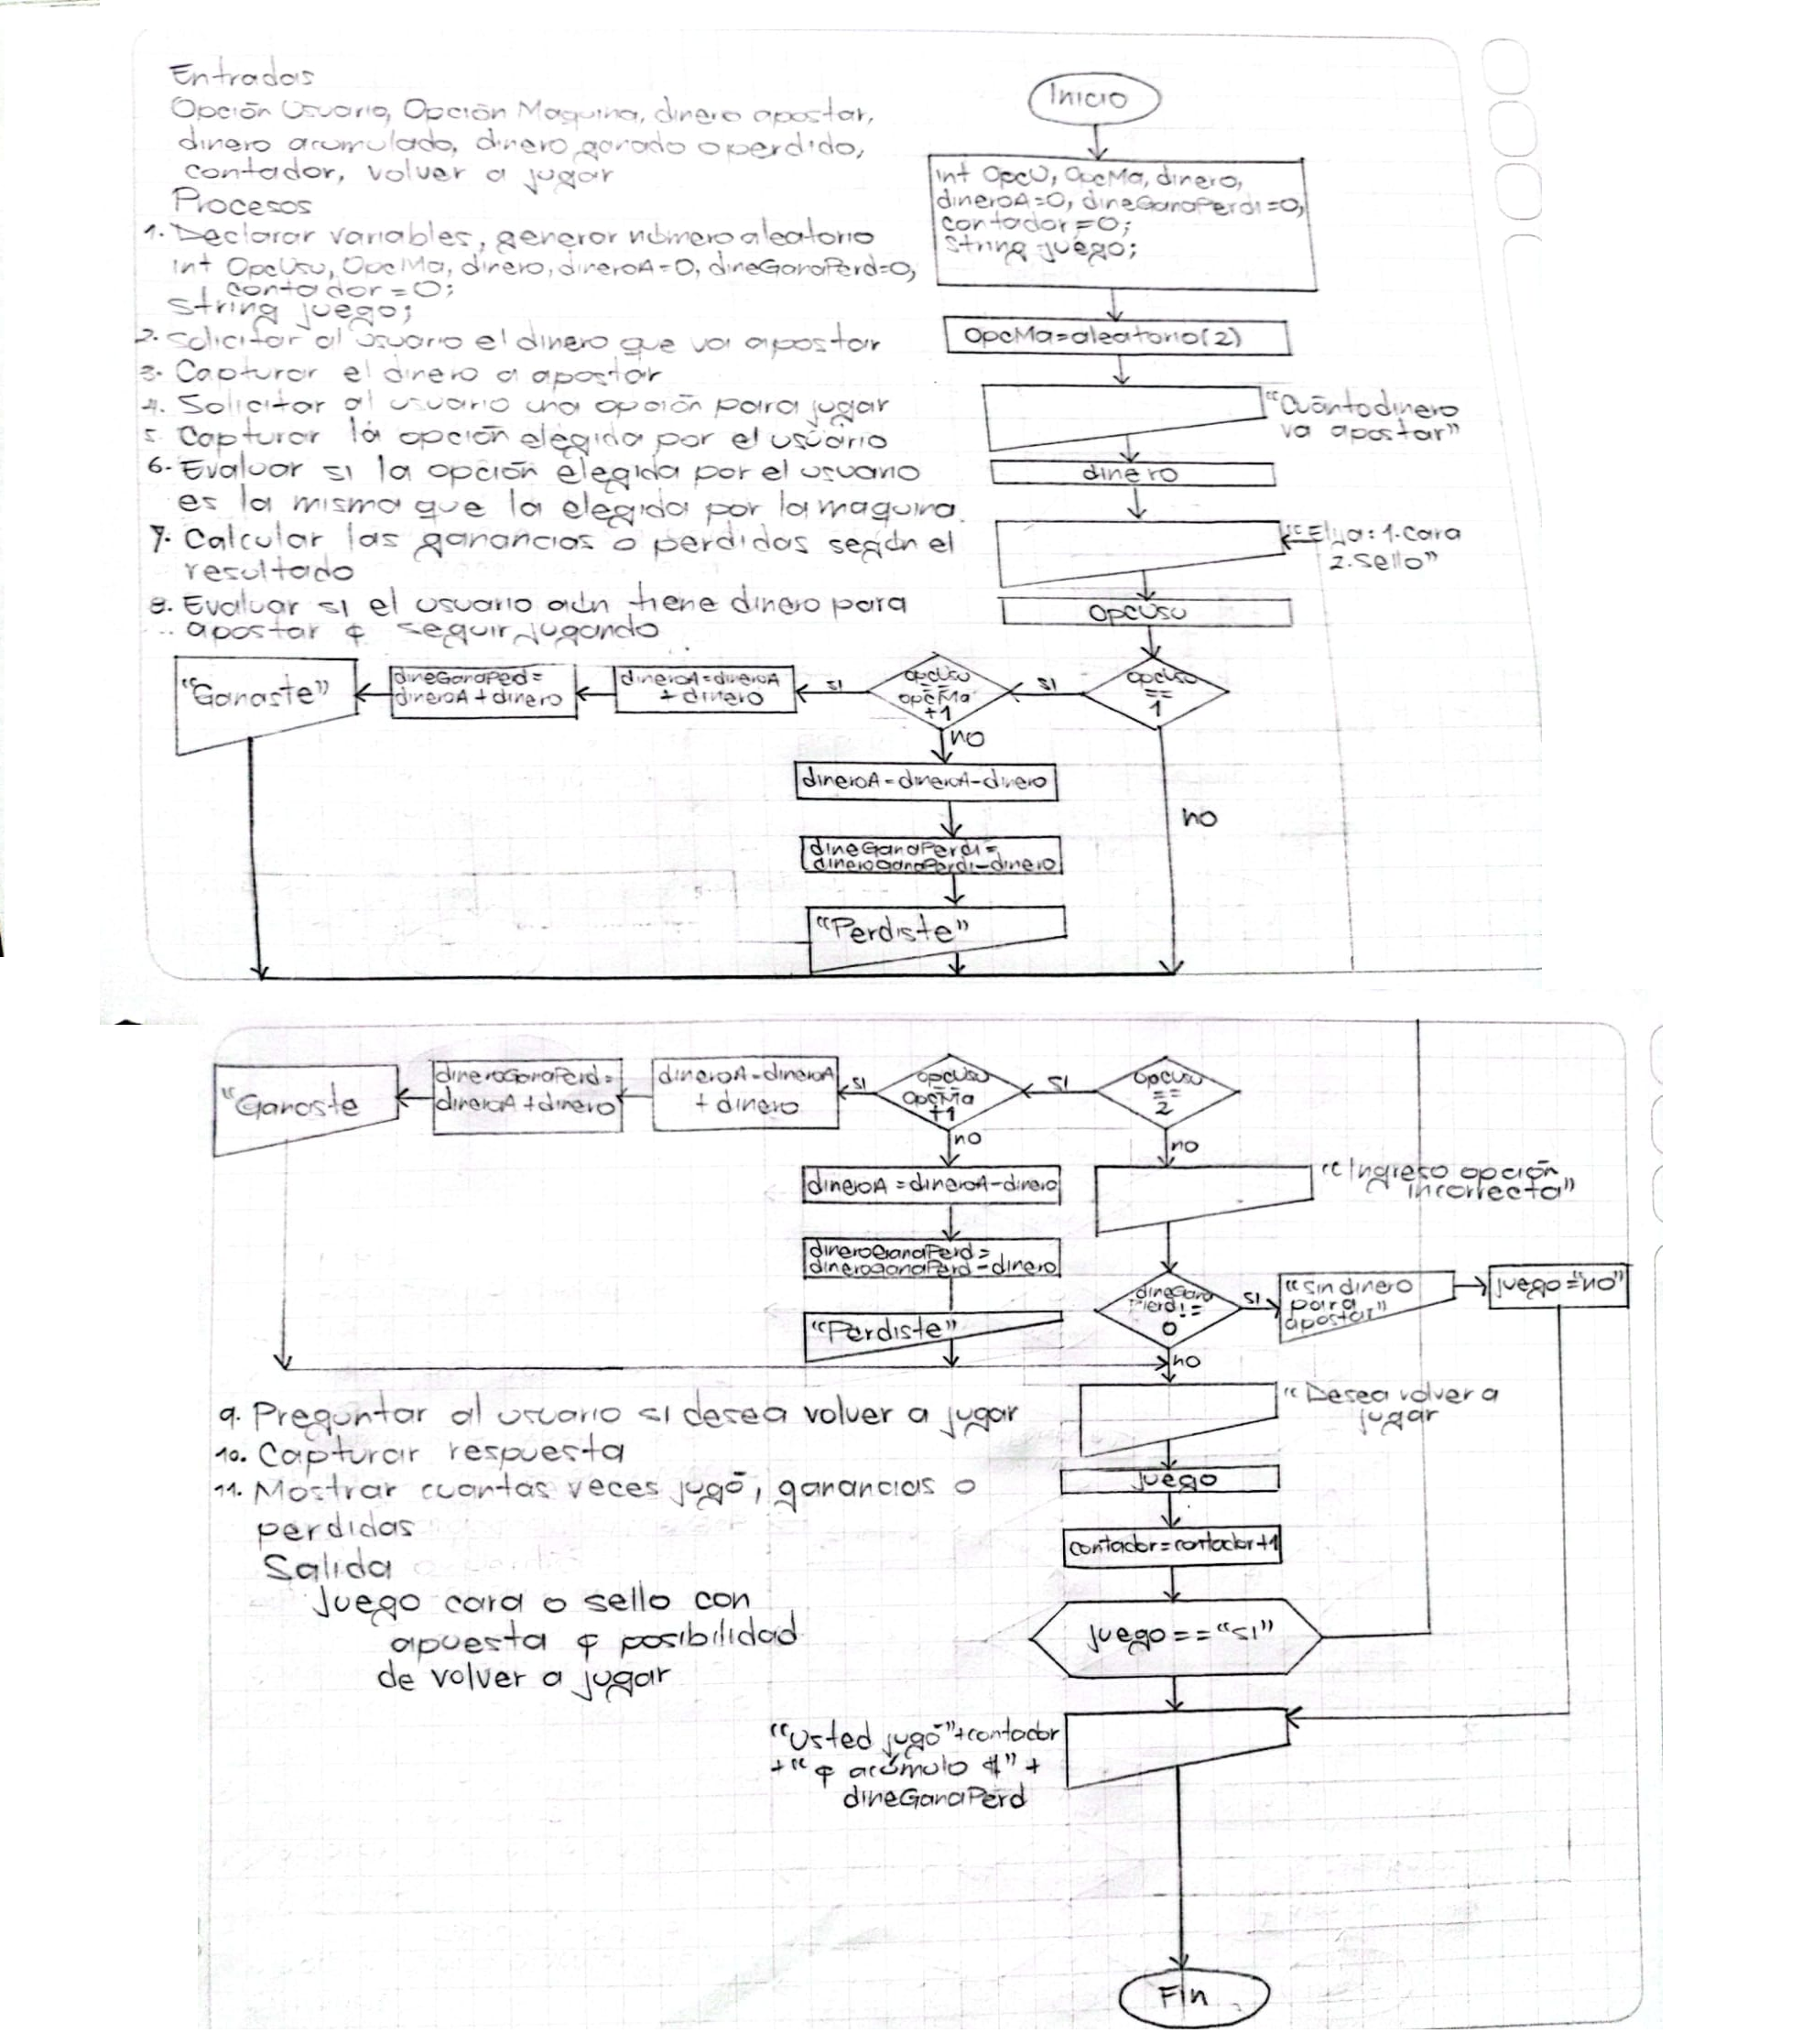 Entradas
Opción Usuario, Opción Maquina, dinero apostar,
dinero acumulado, dinero ganado o perdido,
contador, volver a jugar
Procesos
1. Declarar variables, generar número aleatorio
int OpcUsu, OpcMa, dinero, dineroA=0, dineGanaPerd=0,
contador=0;
String juego;
2. Solicitar al usuario el dinero que va apostar
3. Capturar el dinero a apostar
4. Solicitar al usuario una opción para jugar
5. Capturar la opción elegida por el usuario
6. Evaluar si la opción elegida por el usuario
es la misma que la elegida por la maquina.
7. Calcular las ganancias o perdidas según el
resultado
8. Evaluar si el usuario aún tiene dinero para
apostar y seguir jugando
Inicio
int OpcU, OpcMa, dinero,
dineroA=0, dineGanaPerdi=0,
contador=0;
String juego;
OpcMa=aleatorio(2)
"Cuánto dinero
va apostar"
dinero
"Elija: 1.cara
2.sello"
OpcUsu
opcUso
==
1
si
no
opcUso
==
opcMa
+1
si
no
dineroA=dineroA
+dinero
dineGanaPerd=
dineroA+dinero
"Ganaste"
dineroA=dineroA-dinero
dineGanaPerdi=
dineroGanaPerdi-dinero
"Perdiste"
opcUso
==
2
si
no
opcUso
==
OpcMa
+1
si
no
dineroA=dineroA
+dinero
dineroGanaPerd=
dineroA+dinero
"Ganaste
dineroA=dineroA-dinero
dineroGanaPerd=
dineroganaPerd-dinero
"Perdiste"
"Ingreso opción
incorrecta"
dineGana
Perdi=
0
si
no
"sin dinero
para
apostar"
juego="no"
"Desea volver a
jugar
juego
contador=contador+1
juego=="si"
"Usted jugó"+contador
+"y acúmulo $"+
dineGanaPerd
Fin
9. Preguntar al usuario si desea volver a jugar
10. Capturar respuesta
11. Mostrar cuantas veces jugó, ganancias o
perdidas
Salida
Juego cara o sello con
apuesta y posibilidad
de volver a jugar